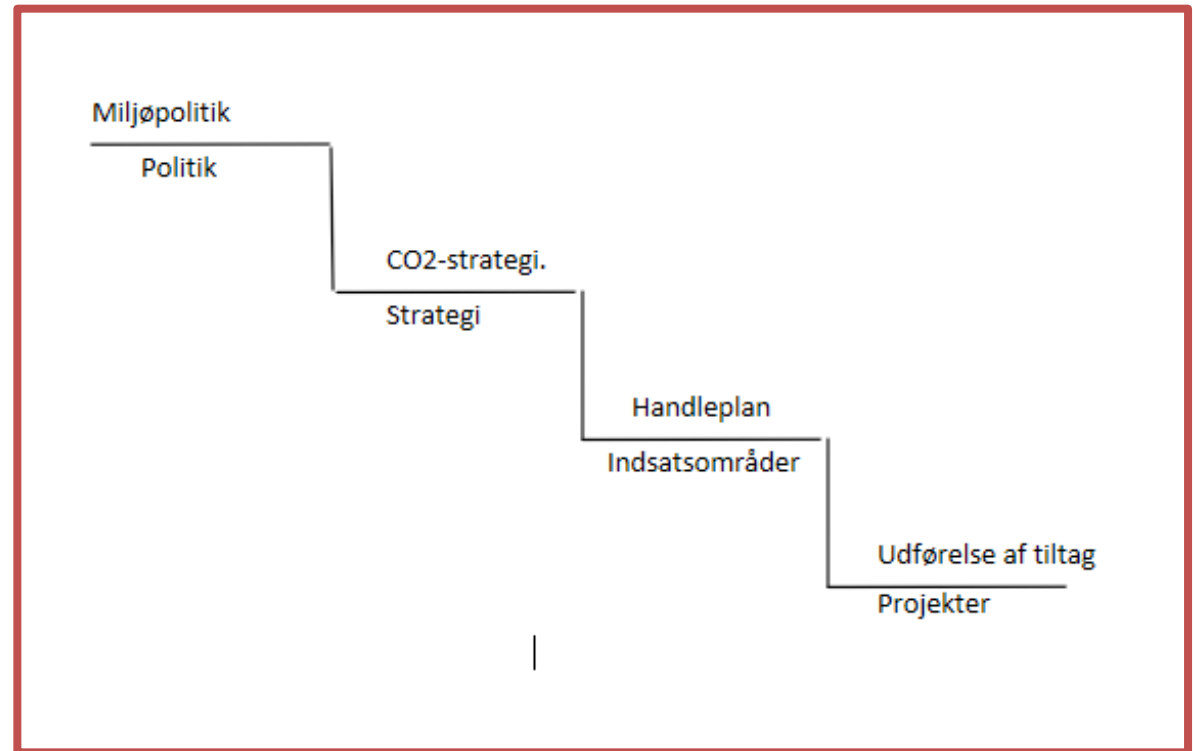 Miljøpolitik
Politik
CO2-strategi.
Strategi
Handleplan
Indsatsområder
Udførelse af tiltag
Projekter